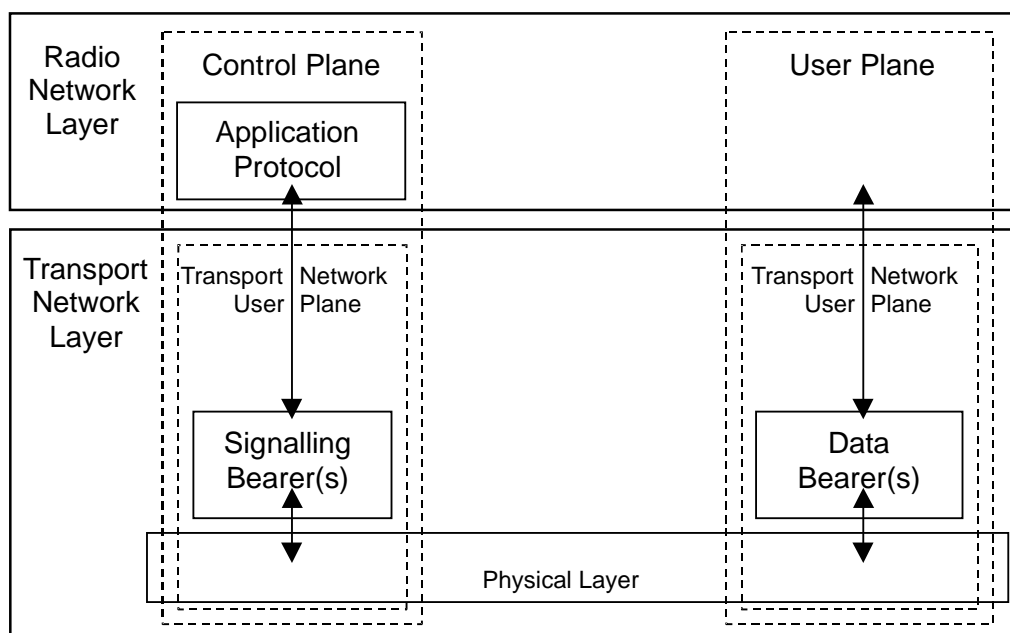 Radio
Network
Layer
Control Plane
User Plane
Application
Protocol
Transport
Network
Layer
Transport Network
User Plane
Transport Network
User Plane
Signalling
Bearer(s)
Data
Bearer(s)
Physical Layer